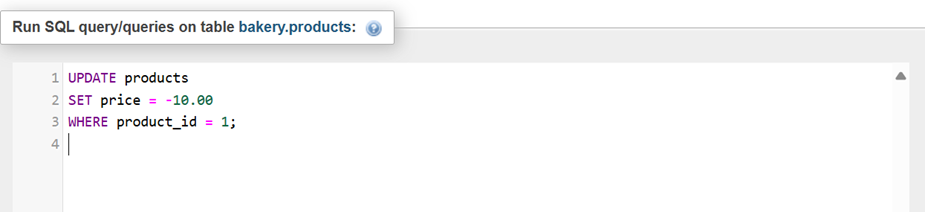 Run SQL query/queries on table bakery.products:
1 UPDATE products
2 SET price = -10.00
3 WHERE product_id = 1;
4